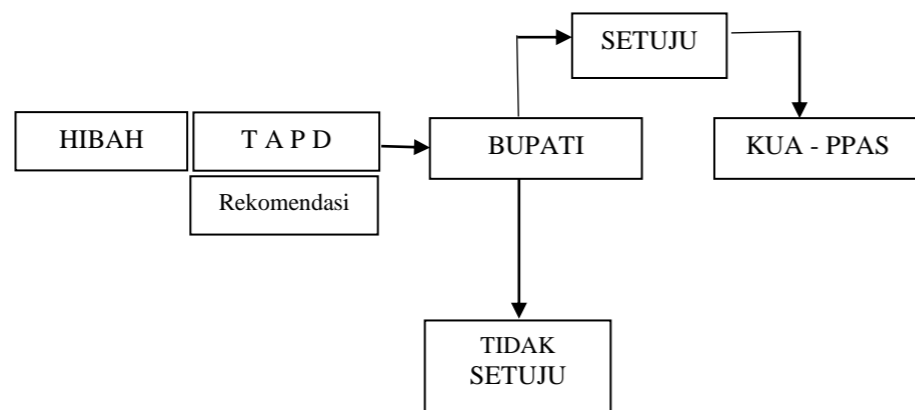 SETUJU
HIBAH
T A P D
BUPATI
KUA - PPAS
Rekomendasi
TIDAK
SETUJU